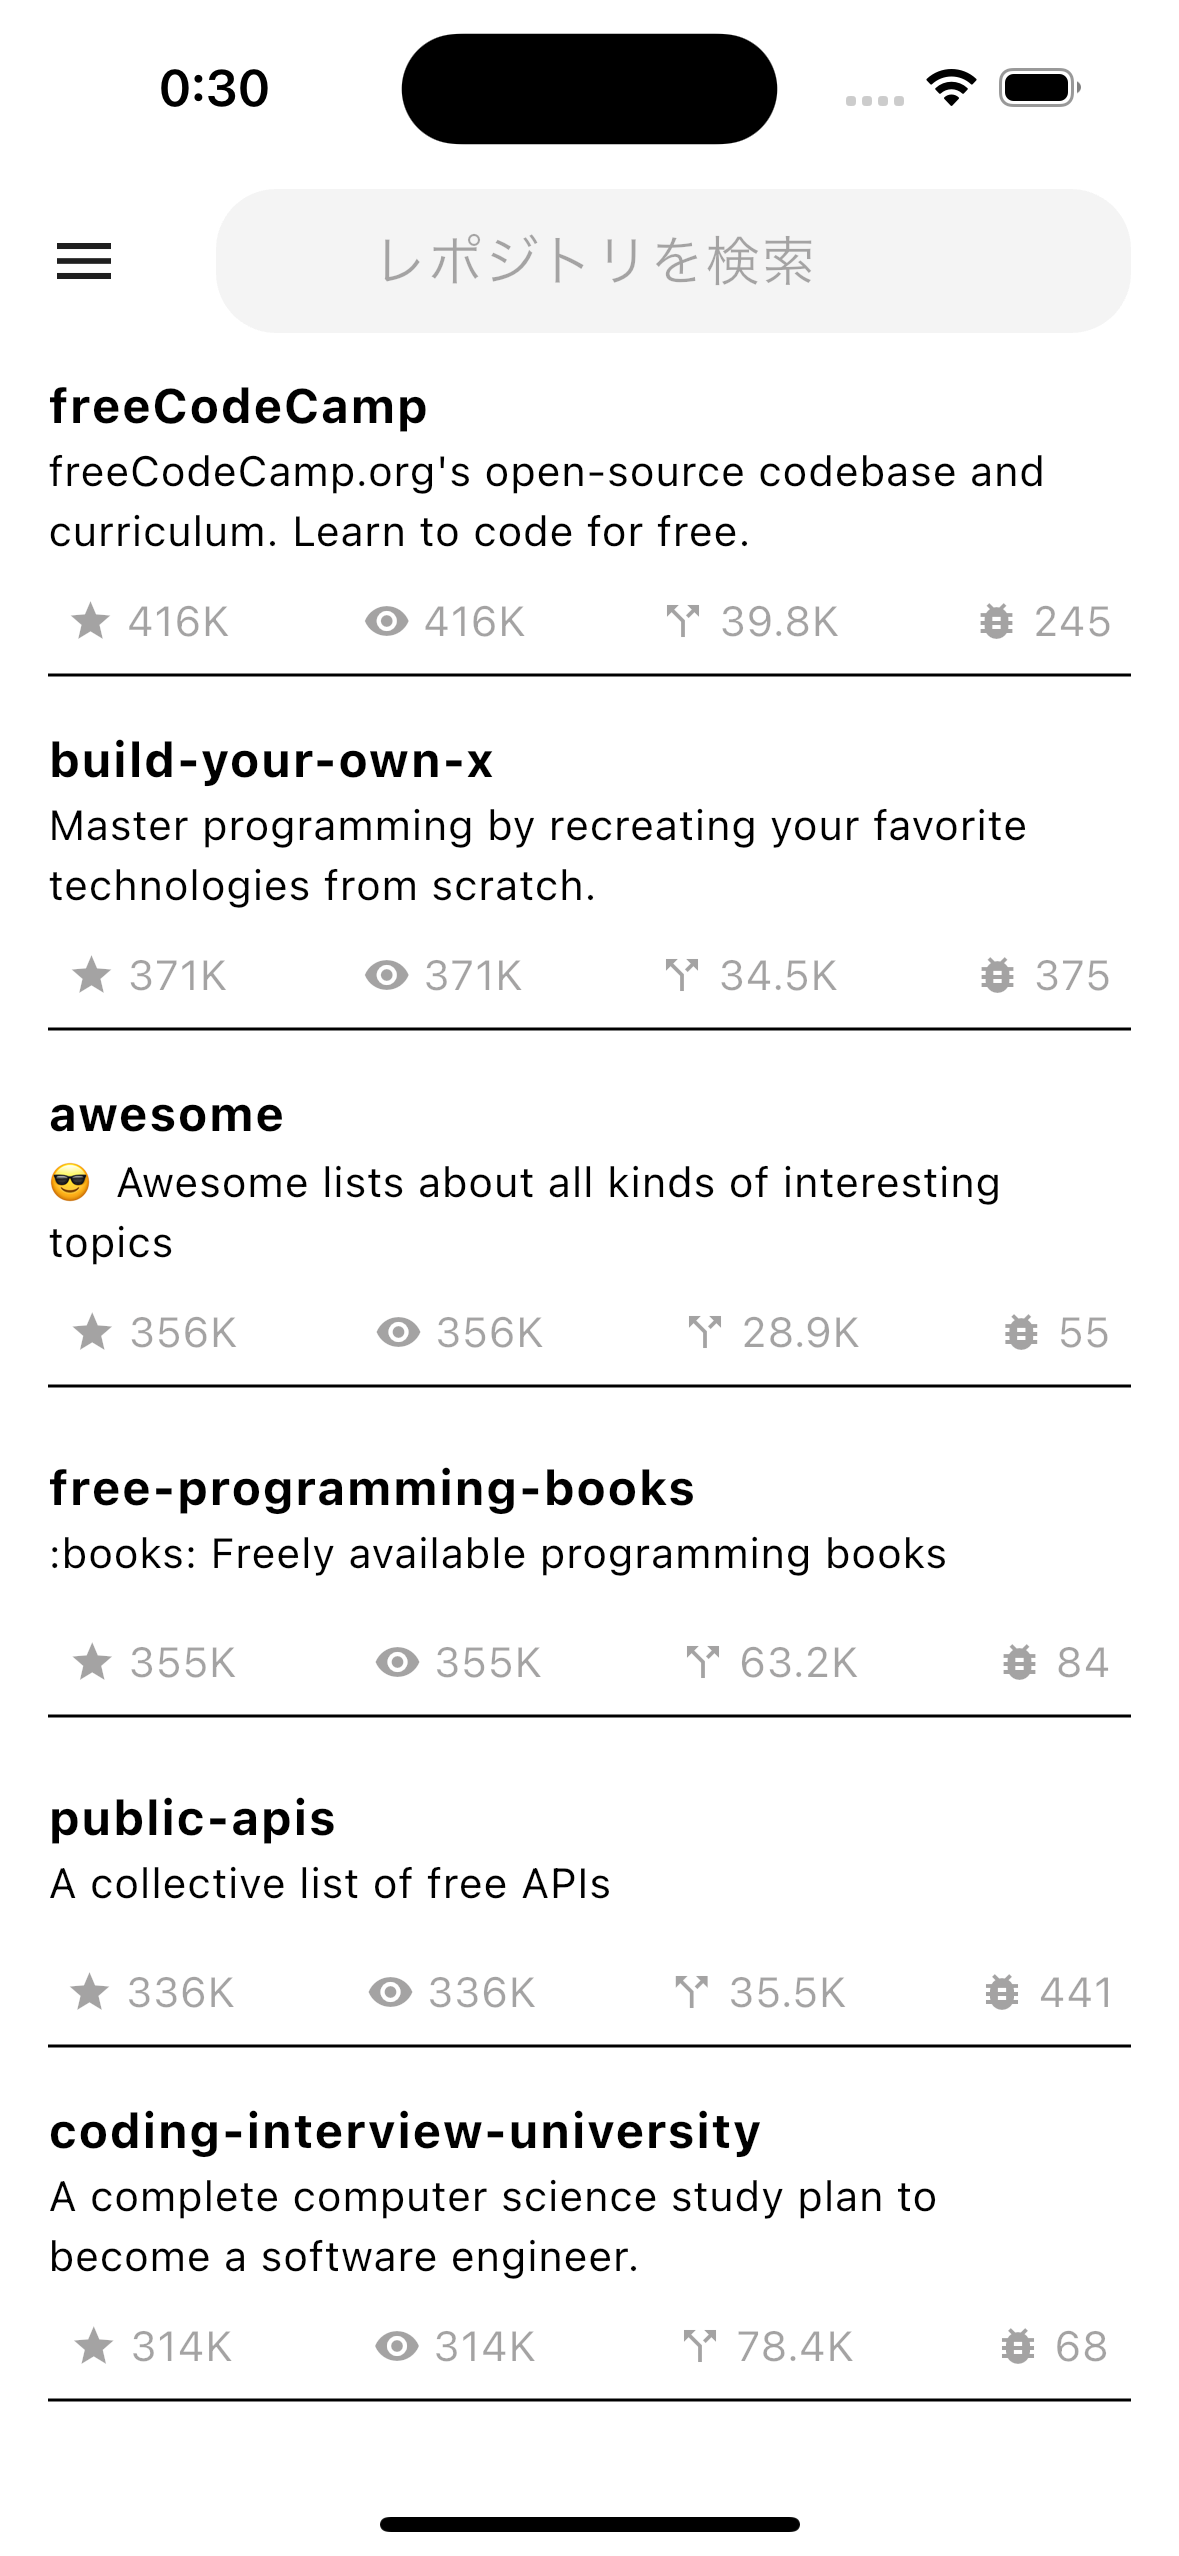 0:30
レポジトリを検索
freeCodeCamp
freeCodeCamp.org's open-source codebase and
curriculum. Learn to code for free.
416K 416K 39.8K 245
build-your-own-x
Master programming by recreating your favorite
technologies from scratch.
371K 371K 34.5K 375
awesome
😎 Awesome lists about all kinds of interesting
topics
356K 356K 28.9K 55
free-programming-books
:books: Freely available programming books
355K 355K 63.2K 84
public-apis
A collective list of free APIs
336K 336K 35.5K 441
coding-interview-university
A complete computer science study plan to
become a software engineer.
314K 314K 78.4K 68